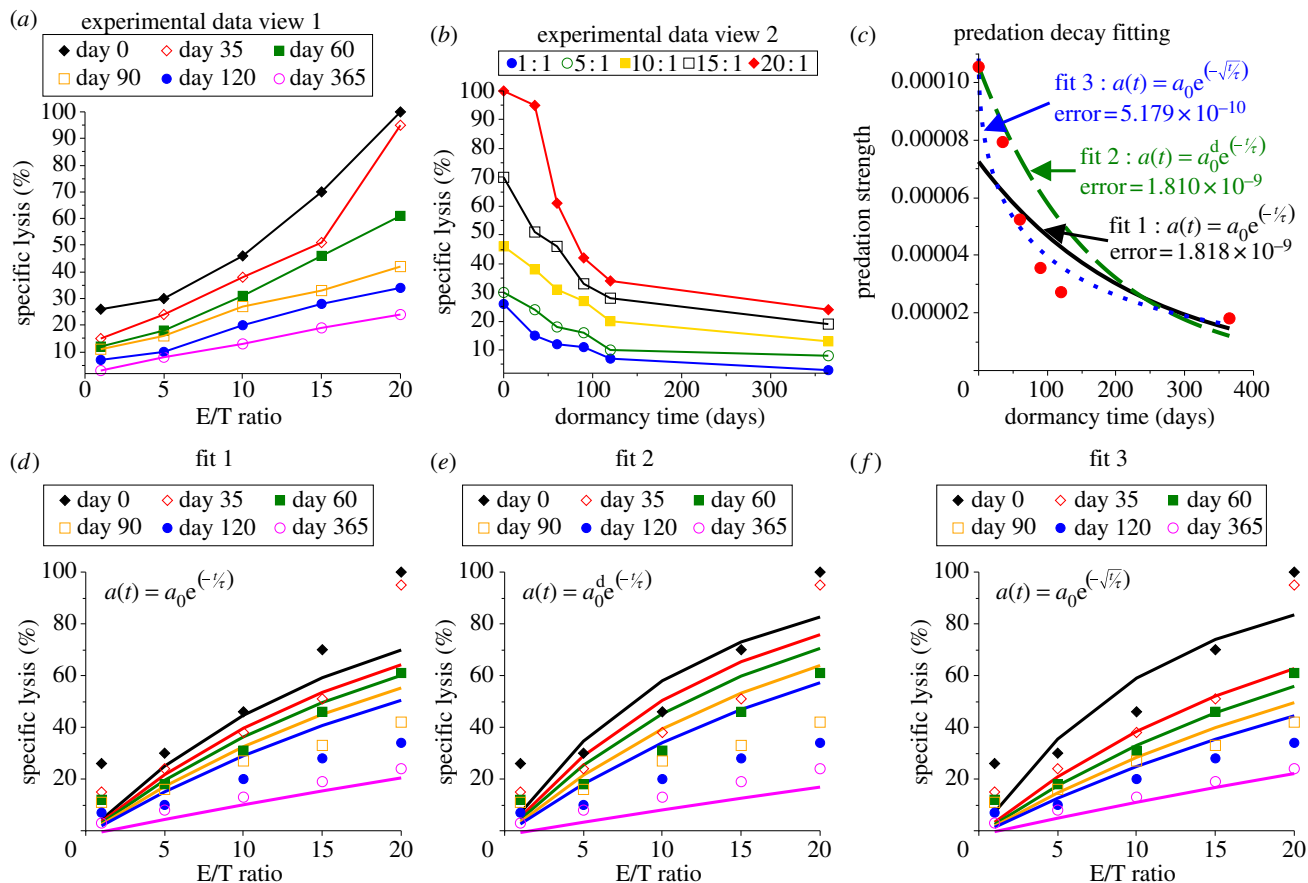 (a) experimental data view 1
day 0 day 35 day 60
day 90 day 120 day 365
100
90
80
70
60
50
40
30
20
10
specific lysis (%)
0 5 10 15 20
E/T ratio
(b) experimental data view 2
1 : 1 5 : 1 10 : 1 15 : 1 20 : 1
100
90
80
70
60
50
40
30
20
10
specific lysis (%)
0 100 200 300
dormancy time (days)
(c) predation decay fitting
0.00010
0.00008
0.00006
0.00004
0.00002
predation strength
fit 3 : a(t) = a₀e^(−√t/τ)
error = 5.179 × 10⁻¹⁰
fit 2 : a(t) = a₀ᵈe^(−t/τ)
error = 1.810 × 10⁻⁹
fit 1 : a(t) = a₀e^(−t/τ)
error = 1.818 × 10⁻⁹
0 100 200 300 400
dormancy time (days)
(d) fit 1
day 0 day 35 day 60
day 90 day 120 day 365
a(t) = a₀e^(−t/τ)
100
80
60
40
20
specific lysis (%)
0 5 10 15 20
E/T ratio
(e) fit 2
day 0 day 35 day 60
day 90 day 120 day 365
a(t) = a₀ᵈe^(−t/τ)
100
80
60
40
20
specific lysis (%)
0 5 10 15 20
E/T ratio
(f) fit 3
day 0 day 35 day 60
day 90 day 120 day 365
a(t) = a₀e^(−√t/τ)
100
80
60
40
20
specific lysis (%)
0 5 10 15 20
E/T ratio